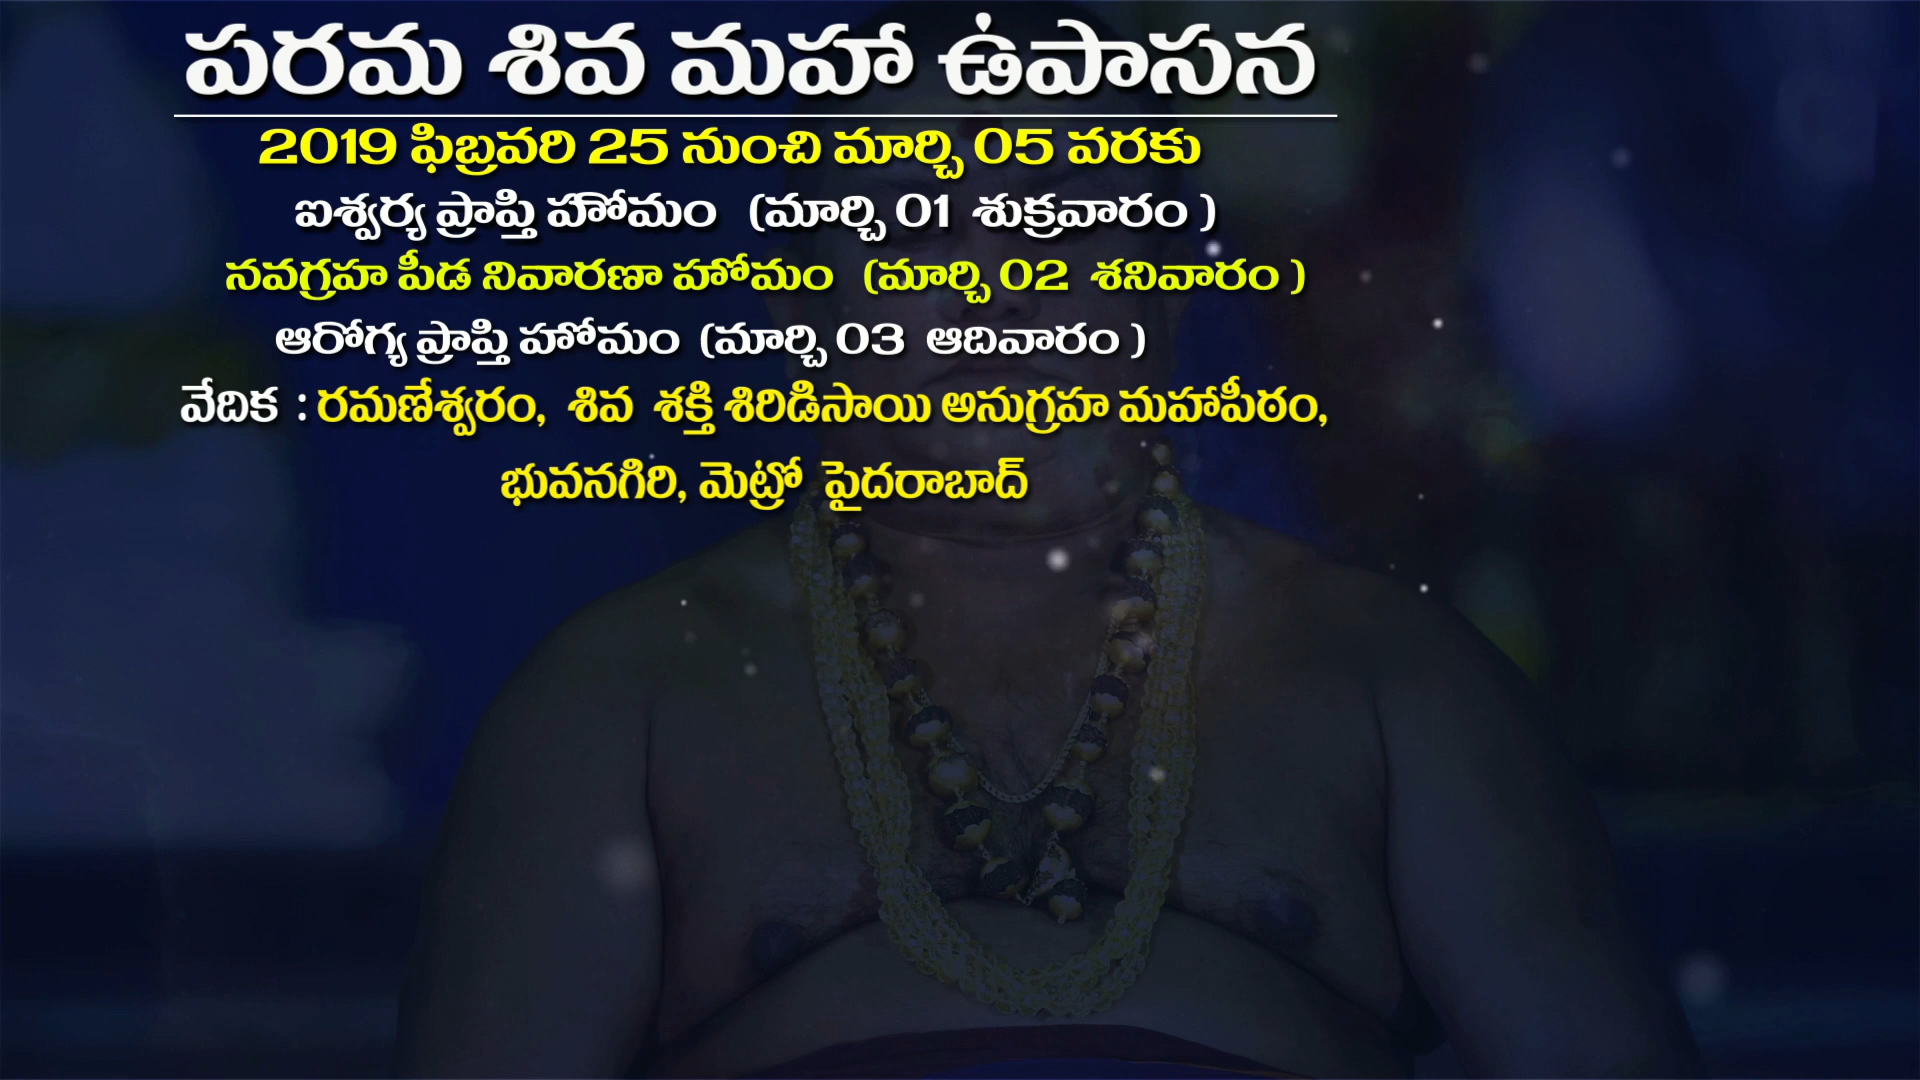 పరమ శివ మహా ఉపాసన
2019 ఫిబ్రవరి 25 నుంచి మార్చి 05 వరకు
ఐశ్వర్య ప్రాప్తి హోమం (మార్చి 01 శుక్రవారం )
నవగ్రహ పీడ నివారణా హోమం (మార్చి 02 శనివారం )
ఆరోగ్య ప్రాప్తి హోమం (మార్చి 03 ఆదివారం )
వేదిక : రమణేశ్వరం, శివ శక్తి శిరిడిసాయి అనుగ్రహ మహాపీఠం,
భువనగిరి, మెట్రో పైదరాబాద్